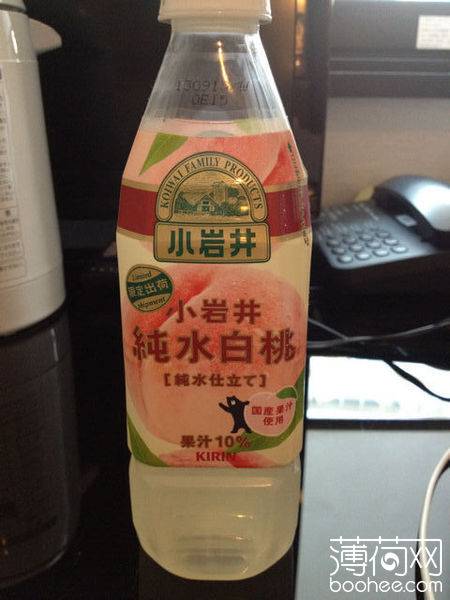 KOIWAI FAMILY PRODUCTS
小岩井
Limited
限定出荷
shipment
小岩井
純水白桃
[純水仕立て]
国産果汁
使用
果汁10%
KIRIN
薄荷网
boohee.com